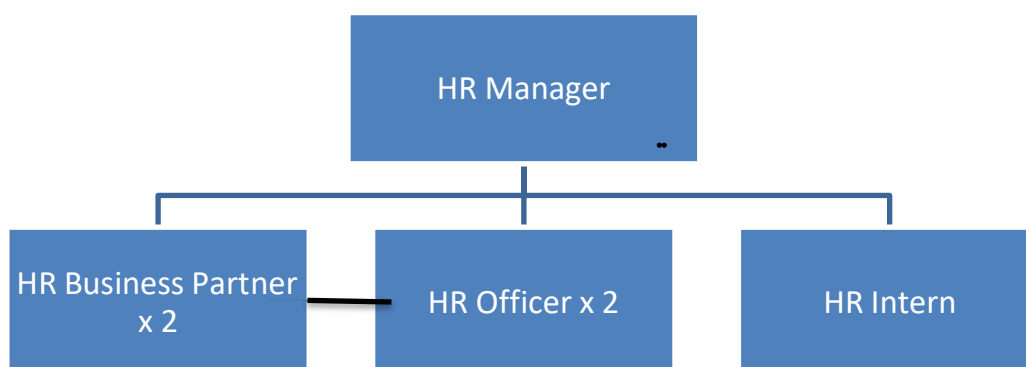 HR Manager
HR Business Partner
x 2
HR Officer x 2
HR Intern